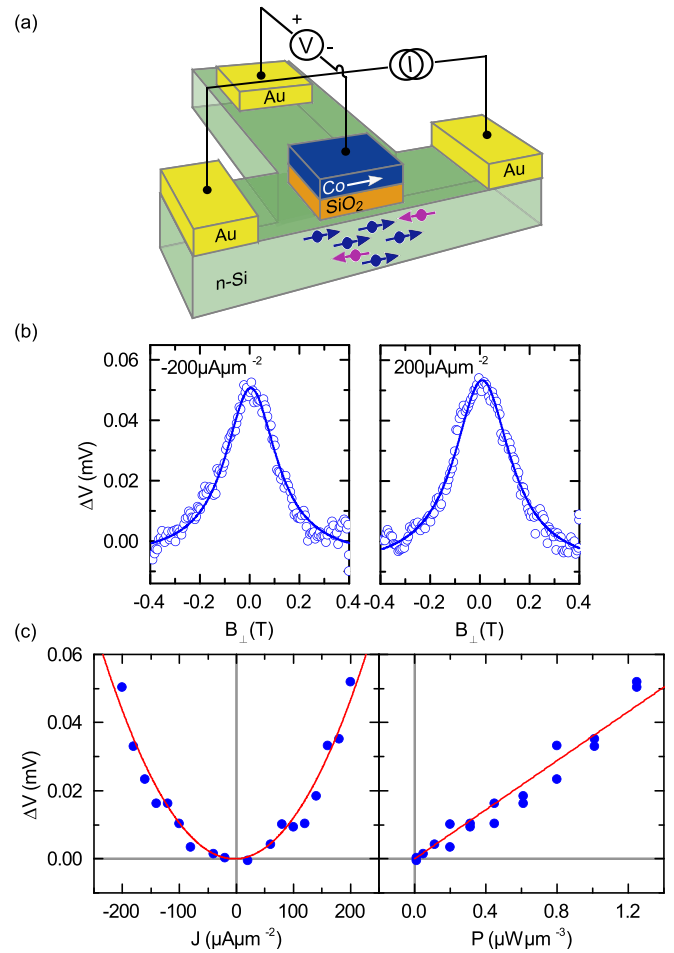 (a)
+
V
-
I
Au
Co
SiO2
Au
Au
n-Si
(b)
-200µAµm-2
200µAµm-2
0.06
0.04
0.02
0.00
ΔV (mV)
-0.4 -0.2 0.0 0.2 0.4
-0.4 -0.2 0.0 0.2 0.4
B⊥(T)
B⊥(T)
(c)
0.06
0.04
0.02
0.00
ΔV (mV)
-200 -100 0 100 200
0.0 0.4 0.8 1.2
J (µAµm-2)
P (µWµm-3)